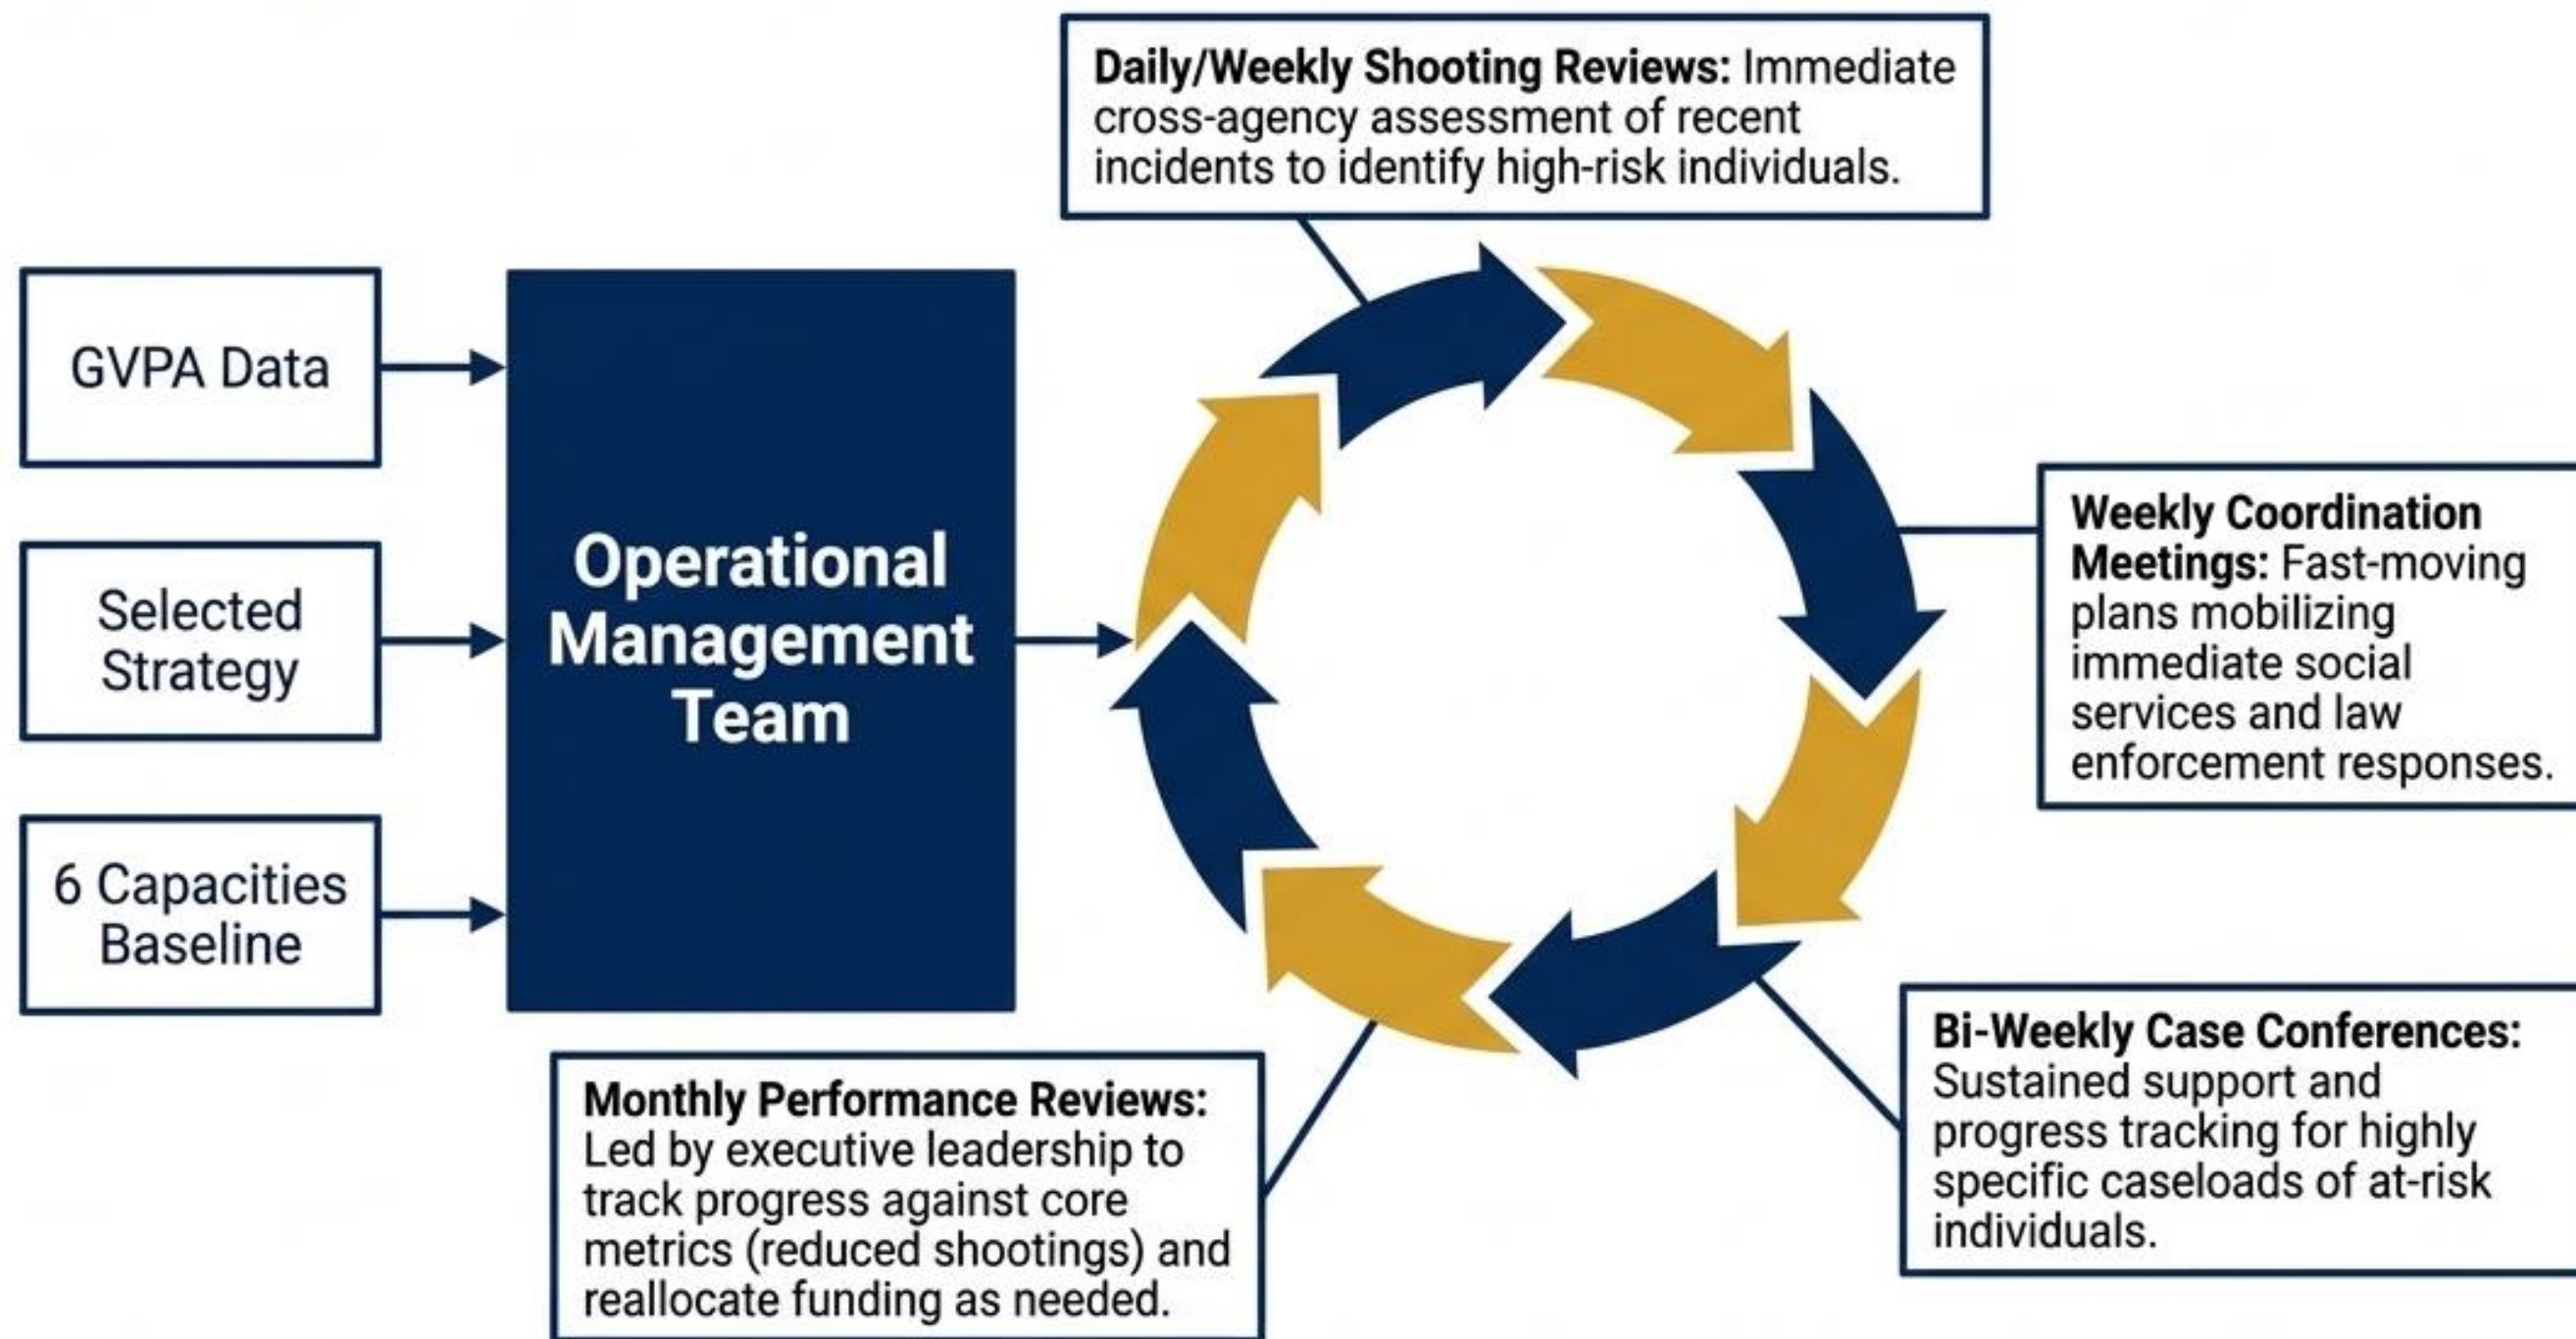 Daily/Weekly Shooting Reviews: Immediate
cross-agency assessment of recent
incidents to identify high-risk individuals.
GVPA Data
Selected
Strategy
6 Capacities
Baseline
Operational
Management
Team
Weekly Coordination
Meetings: Fast-moving
plans mobilizing
immediate social
services and law
enforcement responses.
Bi-Weekly Case Conferences:
Sustained support and
progress tracking for highly
specific caseloads of at-risk
individuals.
Monthly Performance Reviews:
Led by executive leadership to
track progress against core
metrics (reduced shootings) and
reallocate funding as needed.